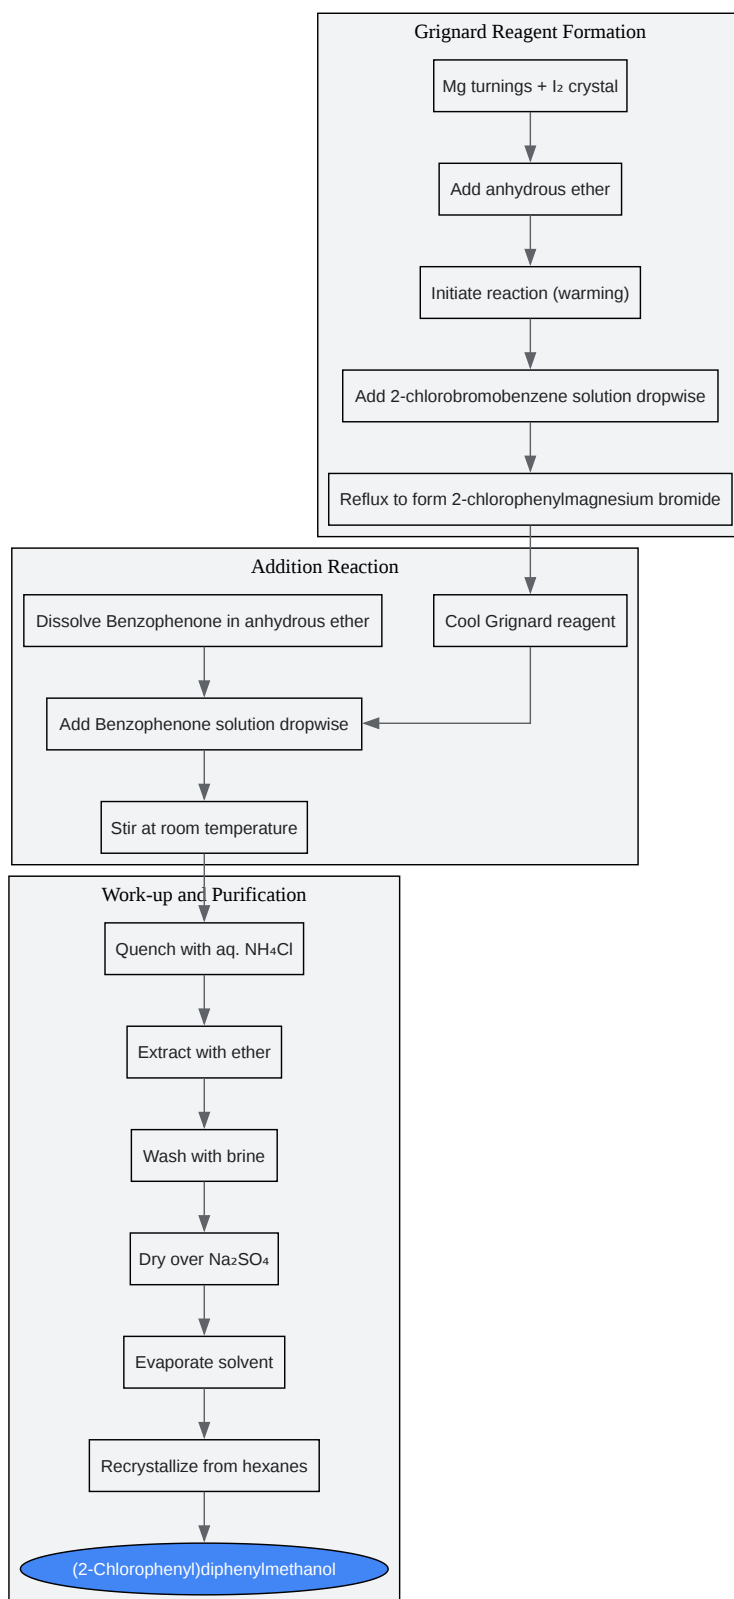 Grignard Reagent Formation
Mg turnings + I₂ crystal
Add anhydrous ether
Initiate reaction (warming)
Add 2-chlorobromobenzene solution dropwise
Reflux to form 2-chlorophenylmagnesium bromide
Addition Reaction
Dissolve Benzophenone in anhydrous ether
Cool Grignard reagent
Add Benzophenone solution dropwise
Stir at room temperature
Work-up and Purification
Quench with aq. NH₄Cl
Extract with ether
Wash with brine
Dry over Na₂SO₄
Evaporate solvent
Recrystallize from hexanes
(2-Chlorophenyl)diphenylmethanol